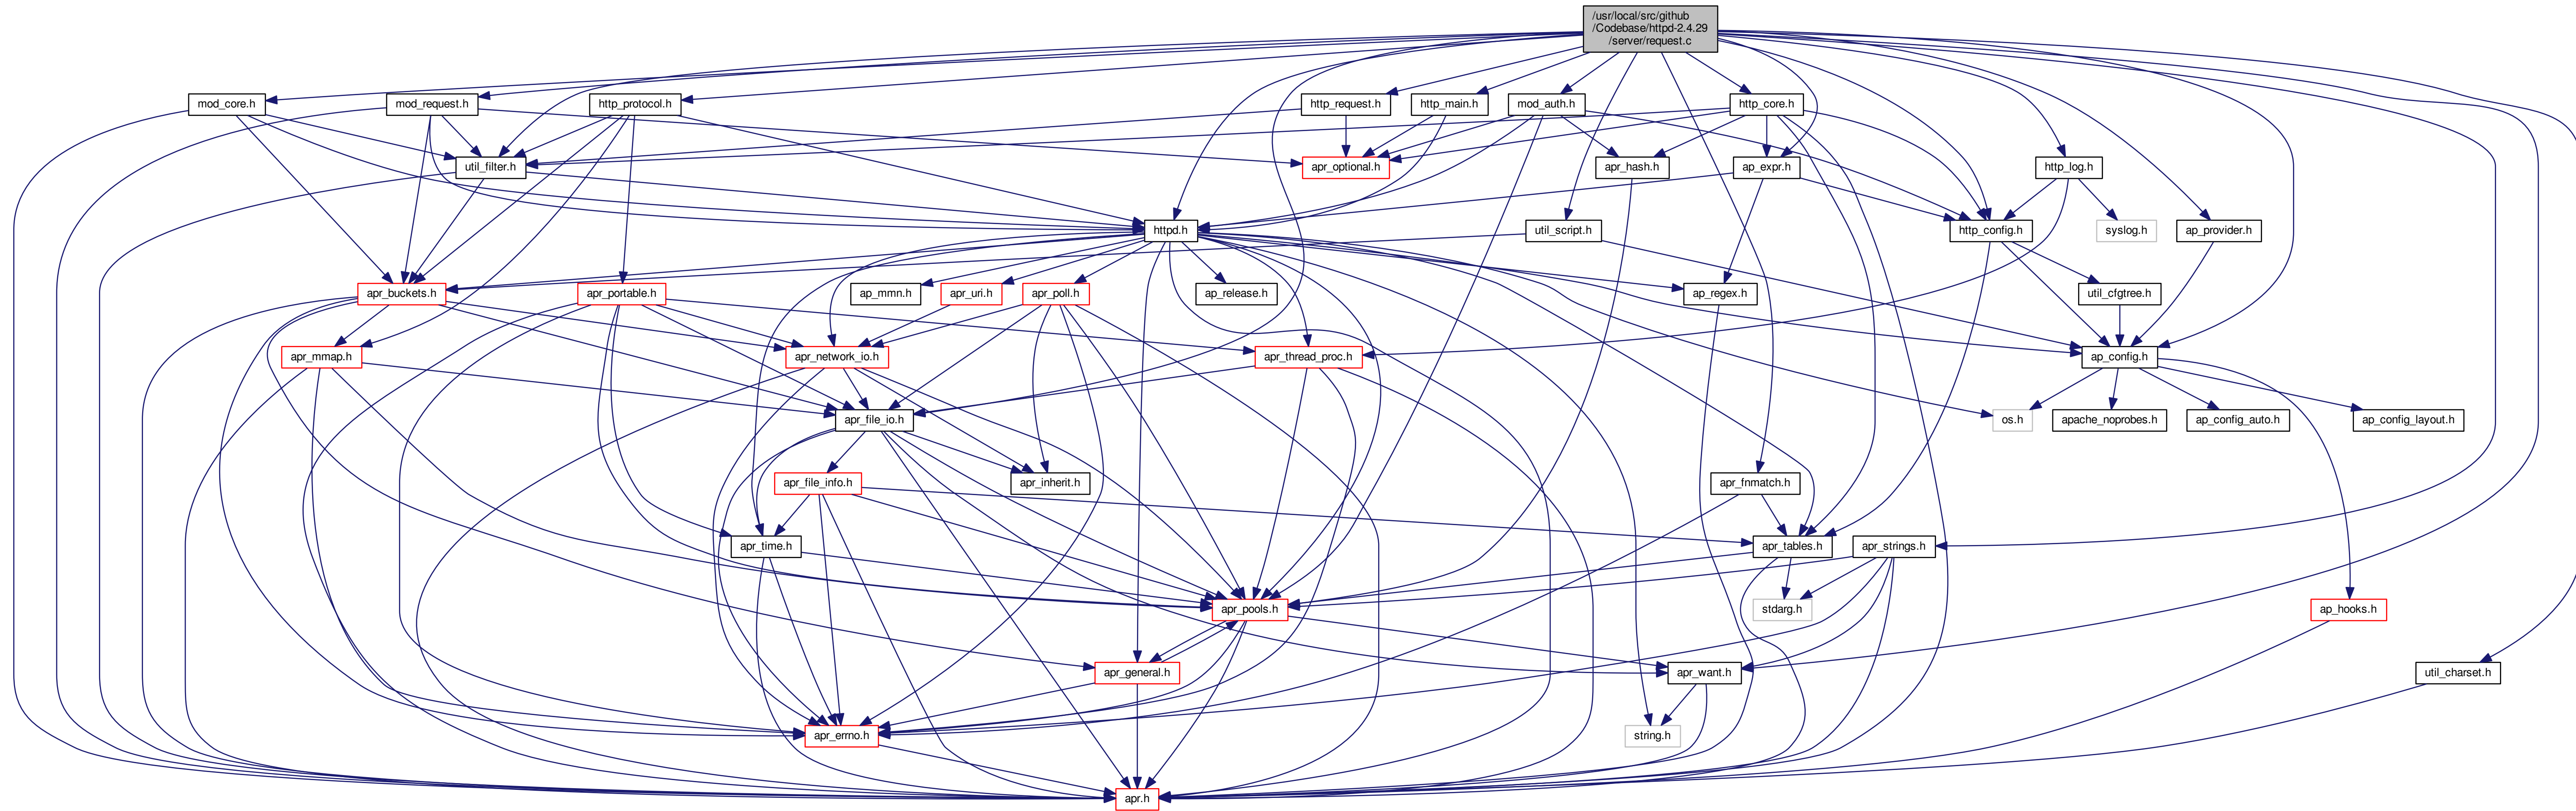 /usr/local/src/github
/Codebase/httpd-2.4.29
/server/request.c
mod_core.h
mod_request.h
http_protocol.h
http_request.h
http_main.h
mod_auth.h
http_core.h
util_filter.h
apr_optional.h
apr_hash.h
ap_expr.h
http_log.h
httpd.h
util_script.h
http_config.h
syslog.h
ap_provider.h
apr_buckets.h
apr_portable.h
ap_mmn.h
apr_uri.h
apr_poll.h
ap_release.h
ap_regex.h
util_cfgtree.h
apr_mmap.h
apr_network_io.h
apr_thread_proc.h
ap_config.h
apr_file_io.h
os.h
apache_noprobes.h
ap_config_auto.h
ap_config_layout.h
apr_file_info.h
apr_inherit.h
apr_fnmatch.h
apr_time.h
apr_tables.h
apr_strings.h
apr_pools.h
stdarg.h
ap_hooks.h
apr_general.h
apr_want.h
util_charset.h
apr_errno.h
string.h
apr.h